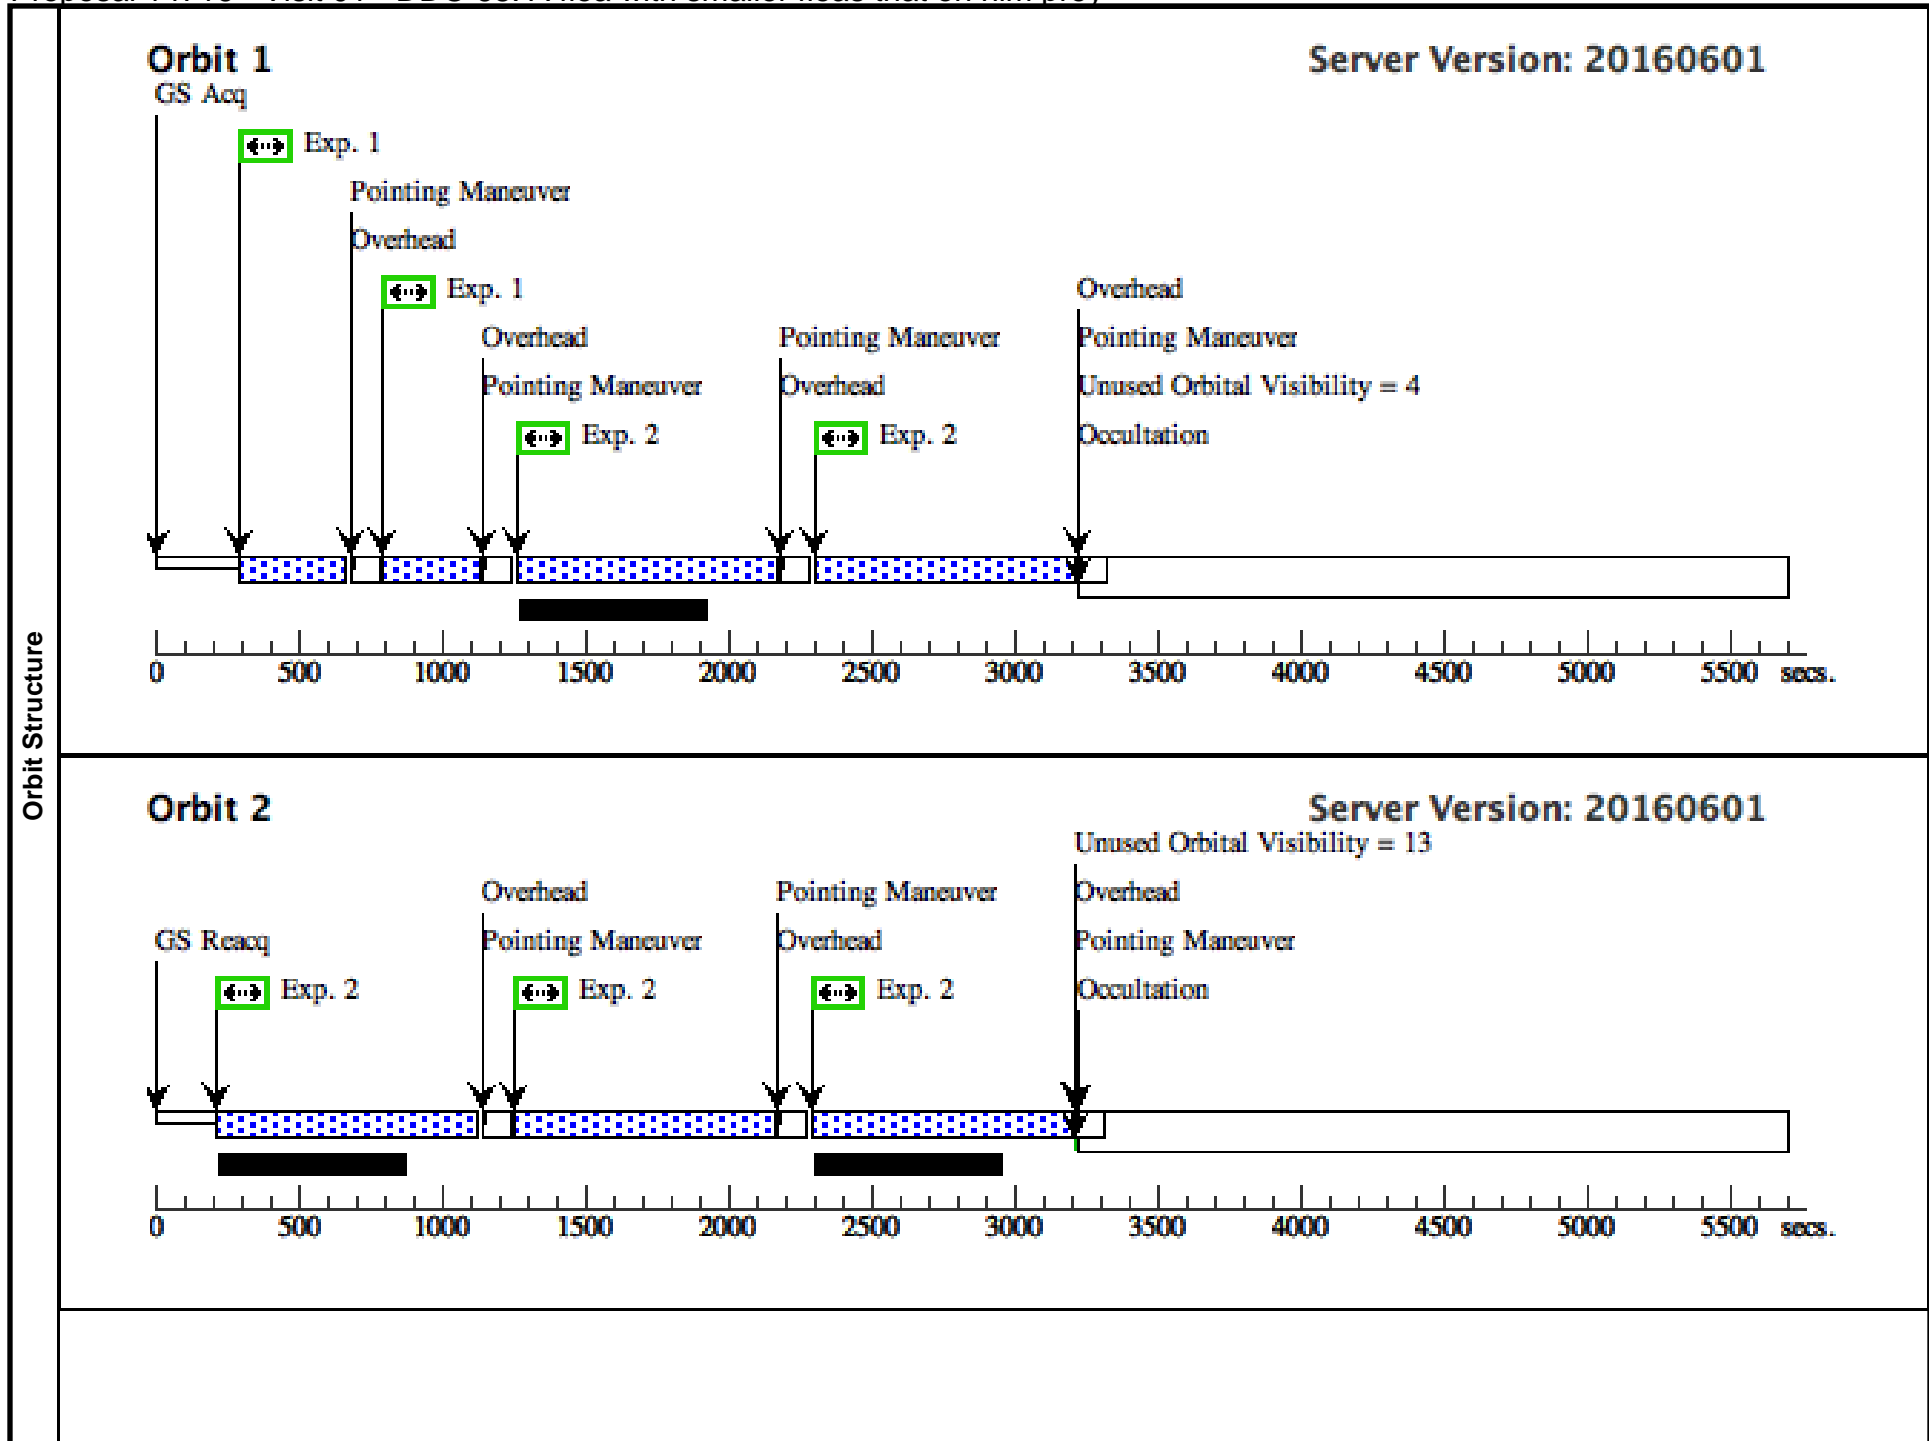 Orbit Structure
Orbit 1
Server Version: 20160601
GS Acq
Exp. 1
Pointing Maneuver
Overhead
Exp. 1
Overhead
Overhead
Pointing Maneuver
Pointing Maneuver
Pointing Maneuver
Overhead
Unused Orbital Visibility = 4
Exp. 2
Exp. 2
Occultation
0 500 1000 1500 2000 2500 3000 3500 4000 4500 5000 5500 secs.
Orbit 2
Server Version: 20160601
Unused Orbital Visibility = 13
Overhead
Pointing Maneuver
Overhead
GS Reacq
Pointing Maneuver
Overhead
Pointing Maneuver
Exp. 2
Exp. 2
Exp. 2
Occultation
0 500 1000 1500 2000 2500 3000 3500 4000 4500 5000 5500 secs.